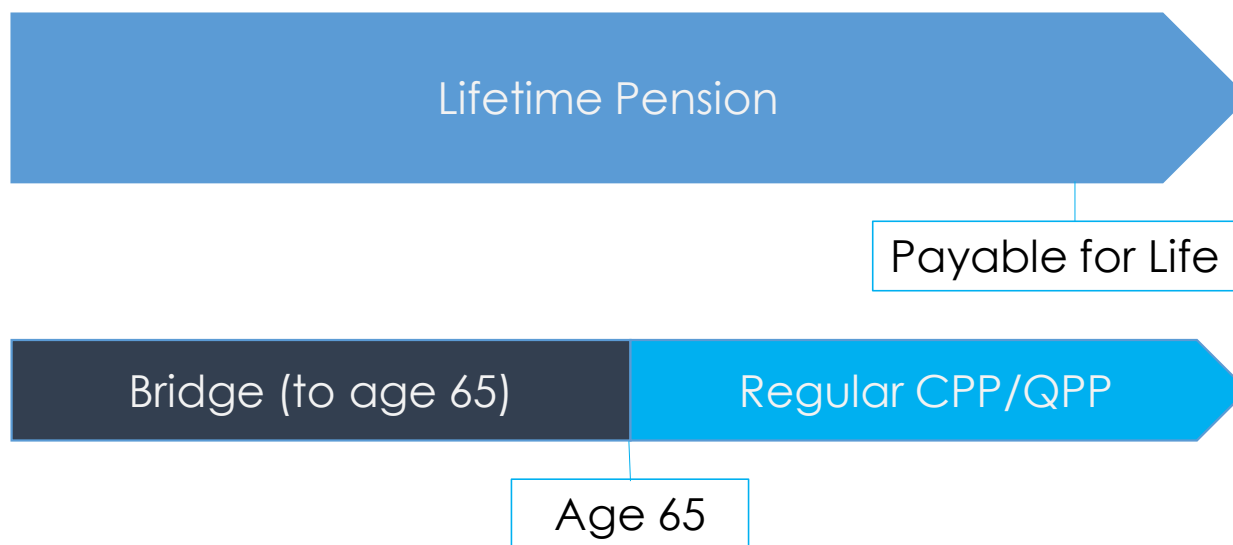 Lifetime Pension
Payable for Life
Bridge (to age 65)
Regular CPP/QPP
Age 65